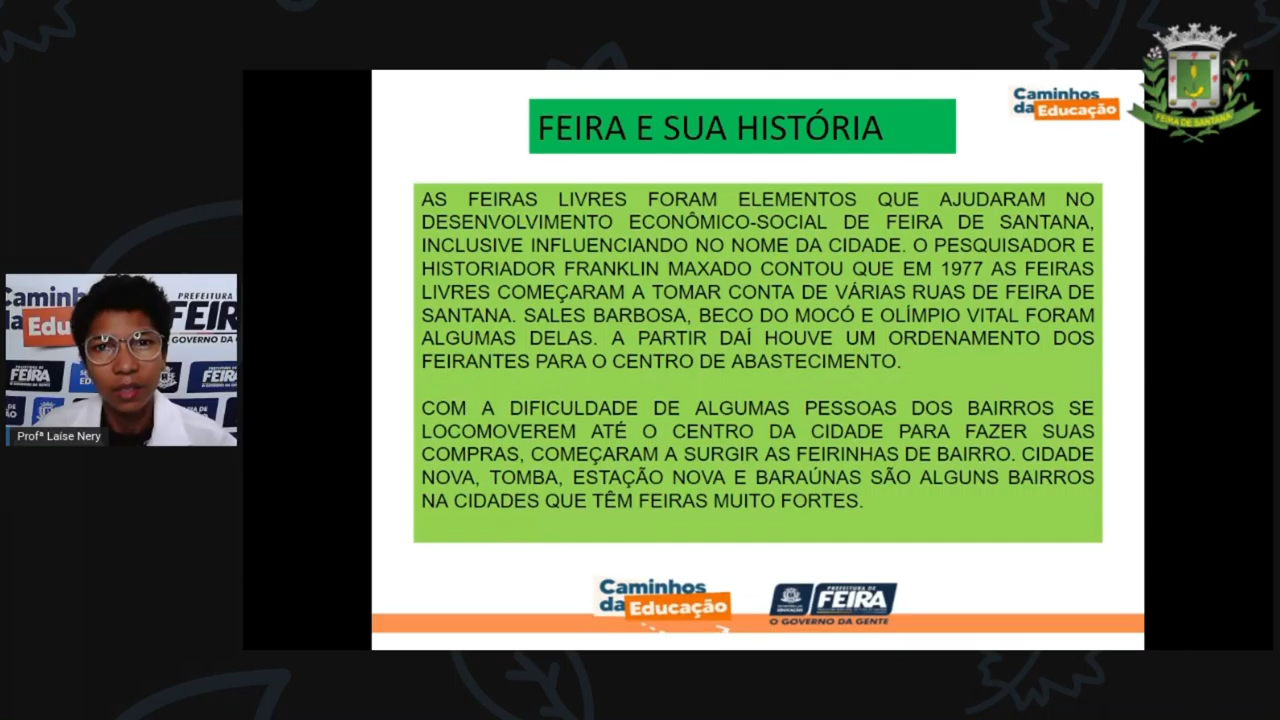 Caminhos
da Educação
FEIRA DE SANTANA
FEIRA E SUA HISTÓRIA
AS FEIRAS LIVRES FORAM ELEMENTOS QUE AJUDARAM NO
DESENVOLVIMENTO ECONÔMICO-SOCIAL DE FEIRA DE SANTANA,
INCLUSIVE INFLUENCIANDO NO NOME DA CIDADE. O PESQUISADOR E
HISTORIADOR FRANKLIN MAXADO CONTOU QUE EM 1977 AS FEIRAS
LIVRES COMEÇARAM A TOMAR CONTA DE VÁRIAS RUAS DE FEIRA DE
SANTANA. SALES BARBOSA, BECO DO MOCÓ E OLÍMPIO VITAL FORAM
ALGUMAS DELAS. A PARTIR DAÍ HOUVE UM ORDENAMENTO DOS
FEIRANTES PARA O CENTRO DE ABASTECIMENTO.
COM A DIFICULDADE DE ALGUMAS PESSOAS DOS BAIRROS SE
LOCOMOVEREM ATÉ O CENTRO DA CIDADE PARA FAZER SUAS
COMPRAS, COMEÇARAM A SURGIR AS FEIRINHAS DE BAIRRO. CIDADE
NOVA, TOMBA, ESTAÇÃO NOVA E BARAÚNAS SÃO ALGUNS BAIRROS
NA CIDADES QUE TÊM FEIRAS MUITO FORTES.
Caminh
da Edu
PREFEITURA
FEIR
GOVERNO DA
FEIRA
FEIRA
Profª Laíse Nery
Caminhos
da Educação
PREFEITURA DE
FEIRA
O GOVERNO DA GENTE